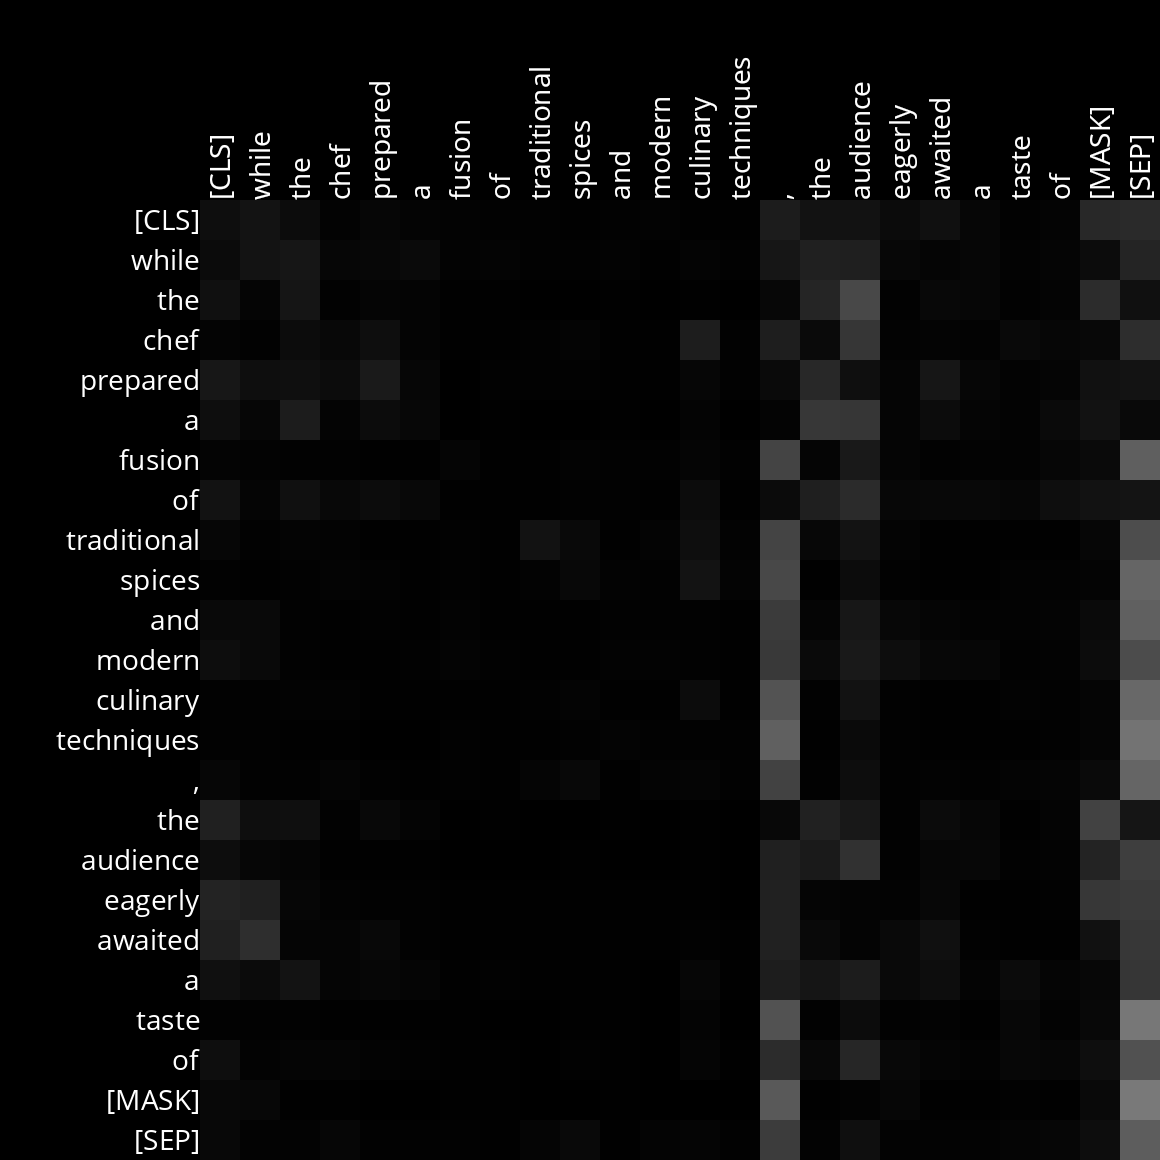 [CLS] while the chef prepared a fusion of traditional spices and modern culinary techniques , the audience eagerly awaited a taste of [MASK] [SEP]
[CLS]
while
the
chef
prepared
a
fusion
of
traditional
spices
and
modern
culinary
techniques
,
the
audience
eagerly
awaited
a
taste
of
[MASK]
[SEP]